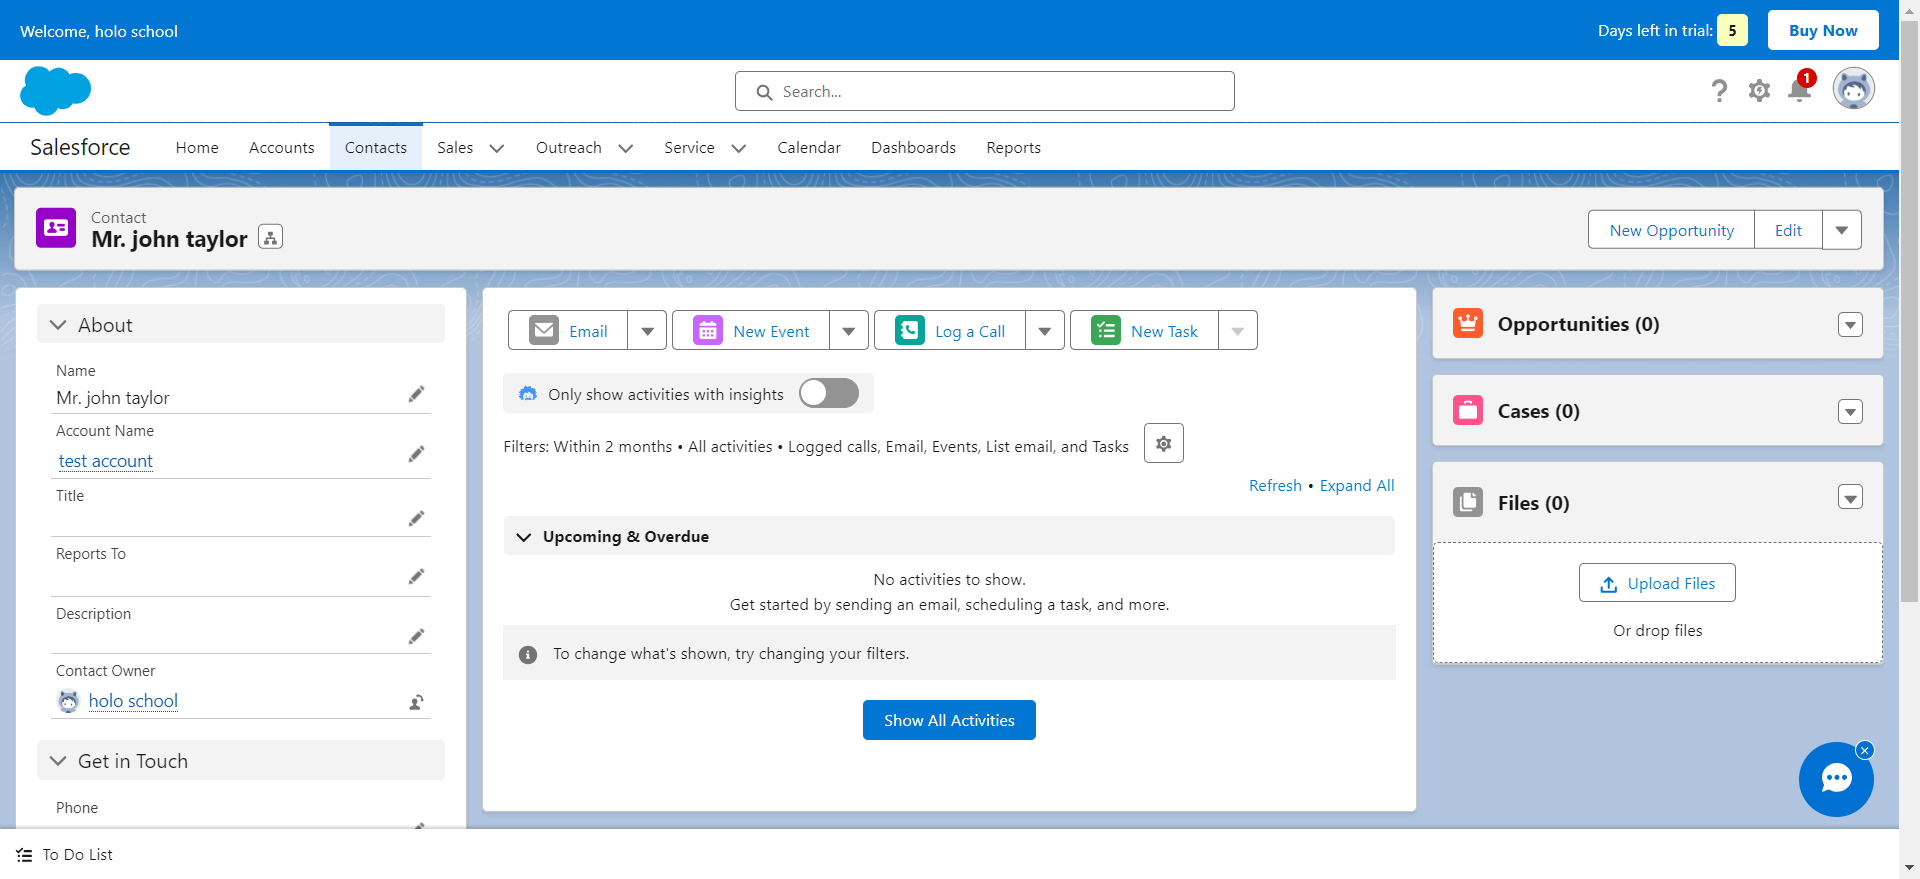 Welcome, holo school
Days left in trial: 5
Buy Now
Search...
1
Salesforce
Home
Accounts
Contacts
Sales
Outreach
Service
Calendar
Dashboards
Reports
Contact
Mr. john taylor
New Opportunity
Edit
About
Name
Mr. john taylor
Account Name
test account
Title
Reports To
Description
Contact Owner
holo school
Get in Touch
Phone
Email
New Event
Log a Call
New Task
Only show activities with insights
Filters: Within 2 months • All activities • Logged calls, Email, Events, List email, and Tasks
Refresh • Expand All
Upcoming & Overdue
No activities to show.
Get started by sending an email, scheduling a task, and more.
To change what's shown, try changing your filters.
Show All Activities
Opportunities (0)
Cases (0)
Files (0)
Upload Files
Or drop files
To Do List